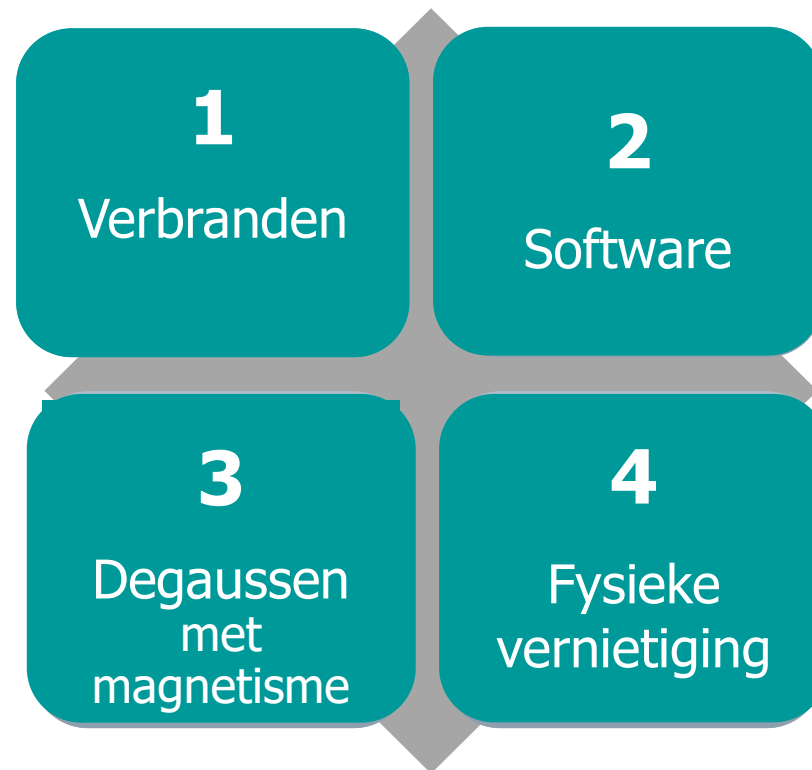 1
Verbranden
2
Software
3
Degaussen
met
magnetisme
4
Fysieke
vernietiging